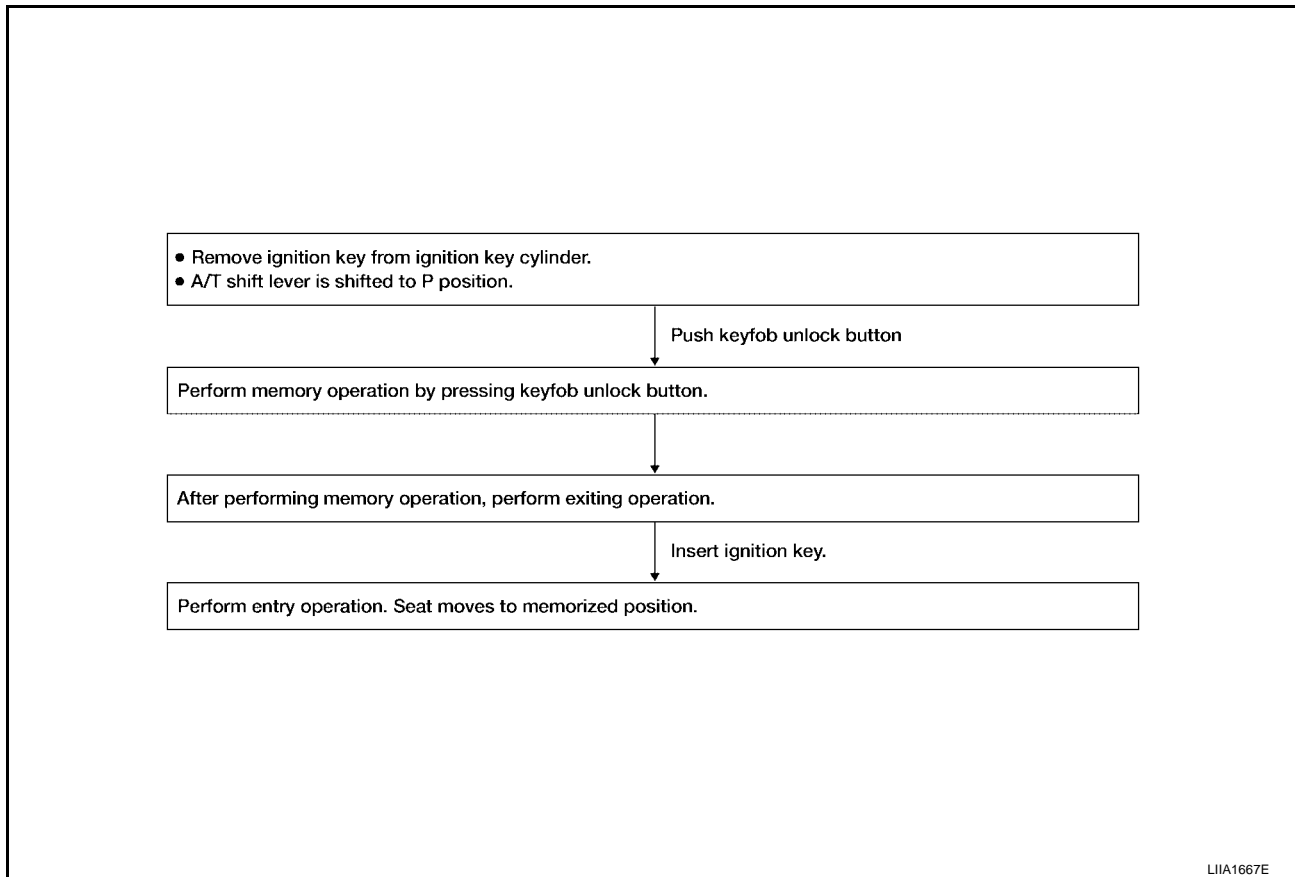 ● Remove ignition key from ignition key cylinder.
● A/T shift lever is shifted to P position.
Push keyfob unlock button
Perform memory operation by pressing keyfob unlock button.
After performing memory operation, perform exiting operation.
Insert ignition key.
Perform entry operation. Seat moves to memorized position.
LIIA1667E